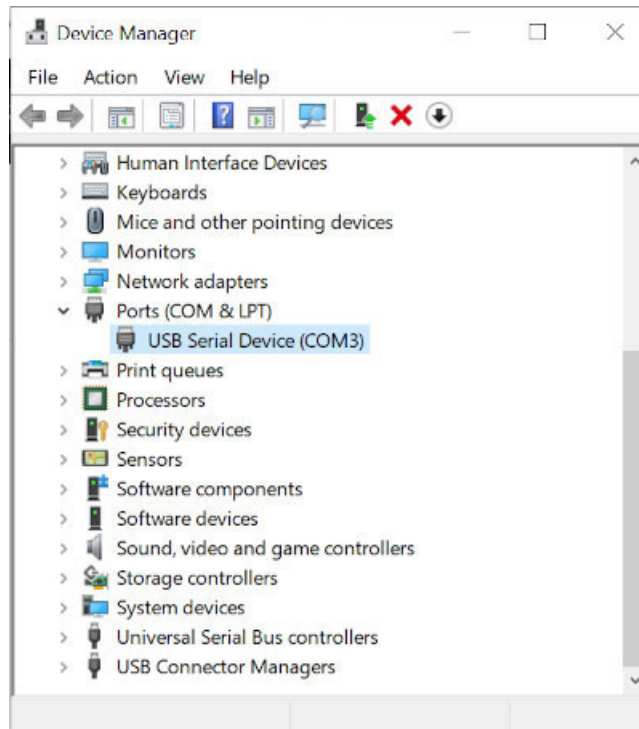 Device Manager
File Action View Help
Human Interface Devices
Keyboards
Mice and other pointing devices
Monitors
Network adapters
Ports (COM & LPT)
USB Serial Device (COM3)
Print queues
Processors
Security devices
Sensors
Software components
Software devices
Sound, video and game controllers
Storage controllers
System devices
Universal Serial Bus controllers
USB Connector Managers